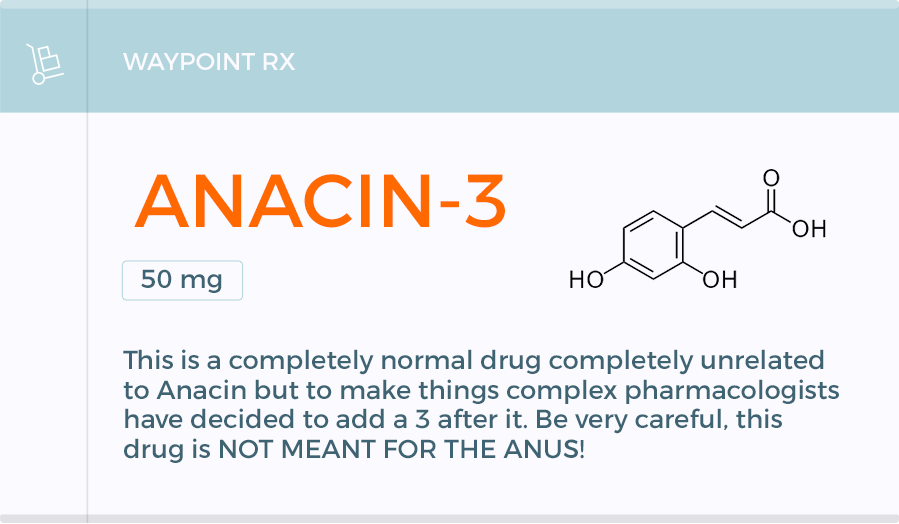 WAYPOINT RX
ANACIN-3
50 mg
O
OH
HO
OH
This is a completely normal drug completely unrelated
to Anacin but to make things complex pharmacologists
have decided to add a 3 after it. Be very careful, this
drug is NOT MEANT FOR THE ANUS!